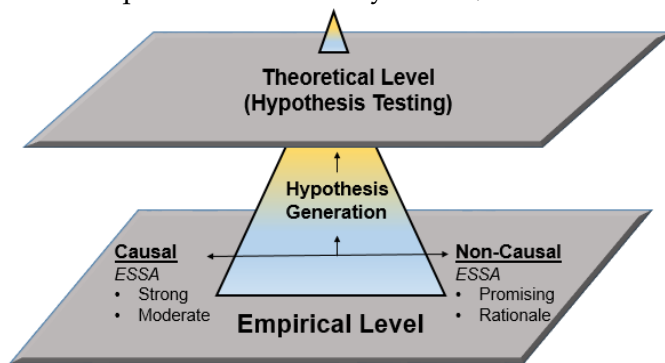 Theoretical Level
(Hypothesis Testing)
Hypothesis
Generation
Causal
ESSA
• Strong
• Moderate
Non-Causal
ESSA
• Promising
• Rationale
Empirical Level